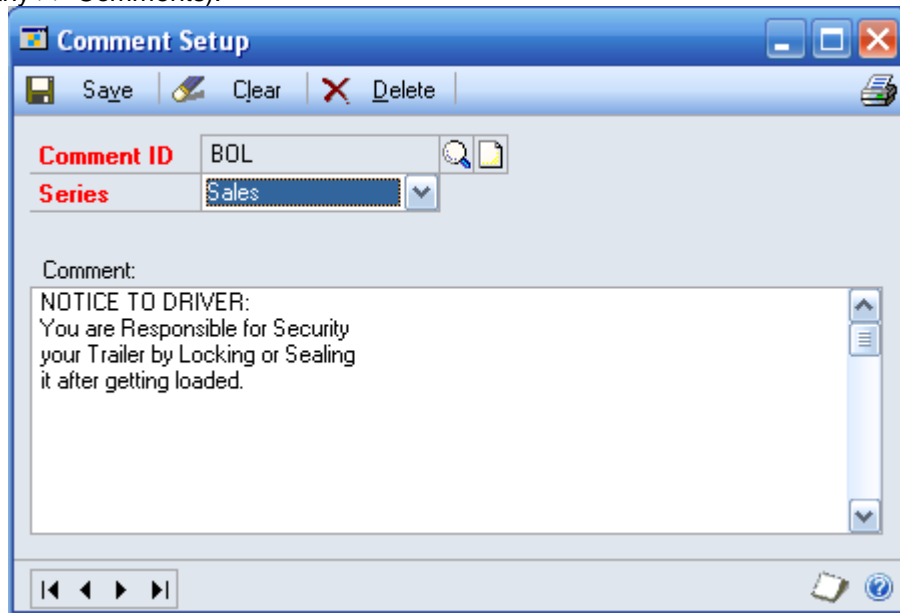 Comments).
Comment Setup
Save Clear Delete
Comment ID BOL
Series Sales
Comment:
NOTICE TO DRIVER:
You are Responsible for Security
your Trailer by Locking or Sealing
it after getting loaded.